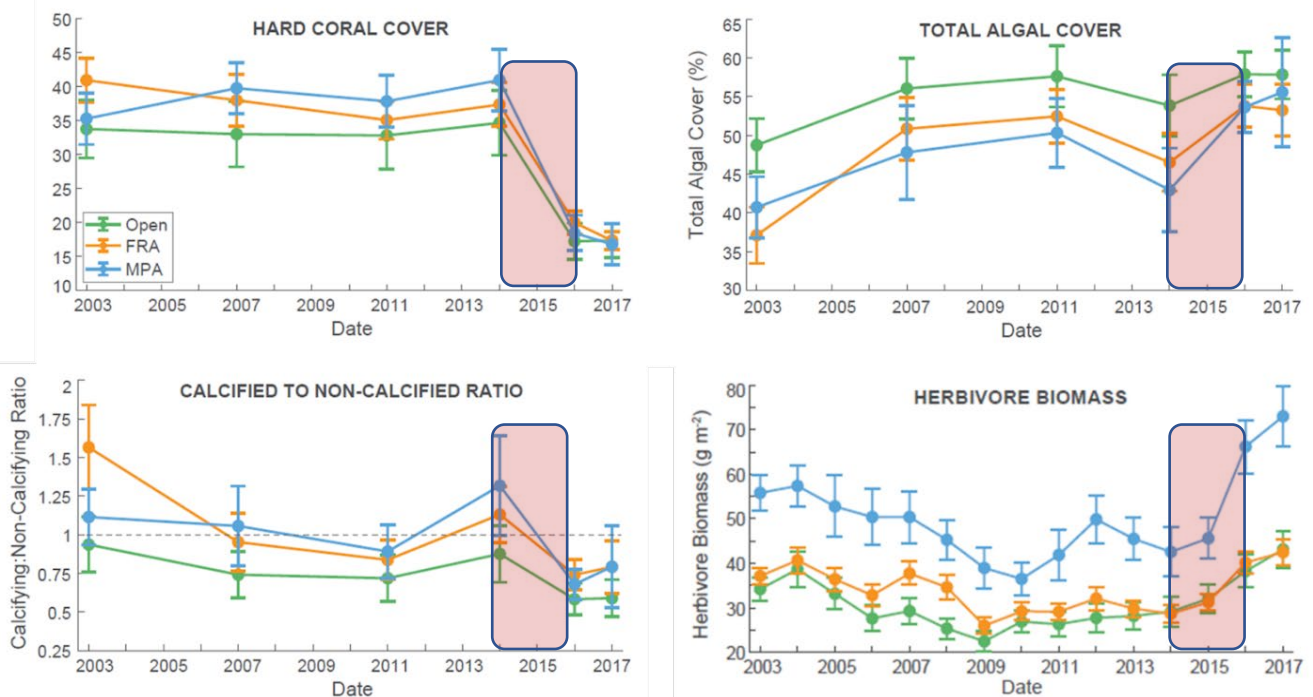 HARD CORAL COVER
50
45
40
35
30
25
20
15
10
Open
FRA
MPA
2003 2005 2007 2009 2011 2013 2015 2017
Date
TOTAL ALGAL COVER
Total Algal Cover (%)
65
60
55
50
45
40
35
30
2003 2005 2007 2009 2011 2013 2015 2017
Date
CALCIFIED TO NON-CALCIFIED RATIO
Calcifying:Non-Calcifying Ratio
2
1.75
1.5
1.25
1
0.75
0.5
0.25
2003 2005 2007 2009 2011 2013 2015 2017
Date
HERBIVORE BIOMASS
Herbivore Biomass (g m⁻²)
80
70
60
50
40
30
20
2003 2005 2007 2009 2011 2013 2015 2017
Date